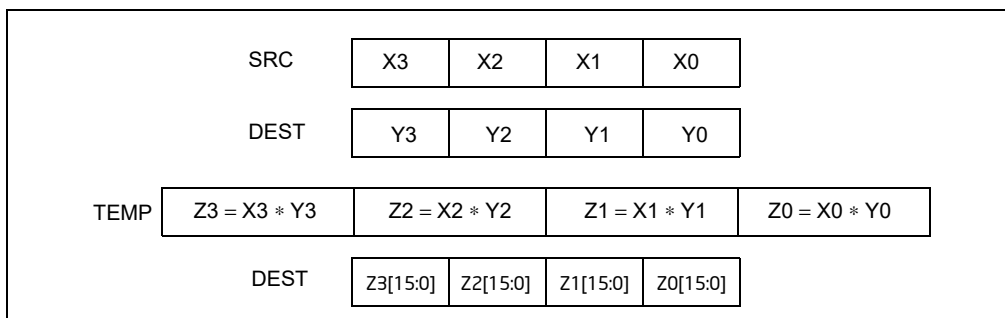 SRC X3 X2 X1 X0
DEST Y3 Y2 Y1 Y0
TEMP Z3 = X3 ∗ Y3 Z2 = X2 ∗ Y2 Z1 = X1 ∗ Y1 Z0 = X0 ∗ Y0
DEST Z3[15:0] Z2[15:0] Z1[15:0] Z0[15:0]